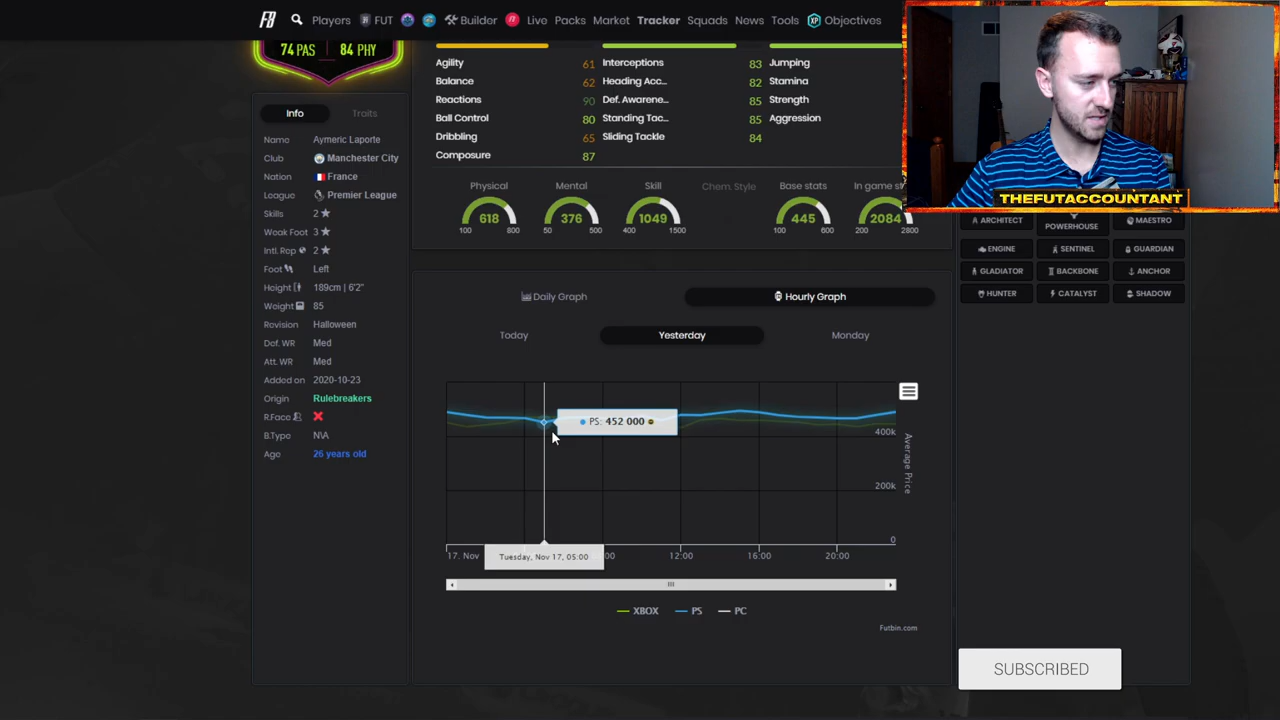 F8 Players FUT Builder Live Packs Market Tracker Squads News Tools XP Objectives
74 PAS 84 PHY
Agility 61 Interceptions 83 Jumping
Balance 62 Heading Acc... 82 Stamina
Reactions 90 Def. Awarene... 85 Strength
Ball Control 80 Standing Tac... 85 Aggression
Dribbling 65 Sliding Tackle 84
Composure 87
THEFUTACCOUNTANT
Info Traits
Name Aymeric Laporte
Club Manchester City
Nation France
League Premier League
Skills 2
Weak Foot 3
Intl. Rep 2
Foot Left
Height 189cm | 6'2"
Weight 85
Revision Halloween
Def. WR Med
Att. WR Med
Added on 2020-10-23
Origin Rulebreakers
R.Face
B.Type N\A
Age 26 years old
Physical Mental Skill Chem. Style Base stats In game st
618 376 1049 445 2084
100 800 50 500 400 1500 100 600 200 2800
ARCHITECT POWERHOUSE MAESTRO
ENGINE SENTINEL GUARDIAN
GLADIATOR BACKBONE ANCHOR
HUNTER CATALYST SHADOW
Daily Graph Hourly Graph
Today Yesterday Monday
PS: 452 000
400k
200k
0
Average Price
17. Nov :00 12:00 16:00 20:00
Tuesday, Nov 17, 05:00
XBOX PS PC
Futbin.com
SUBSCRIBED